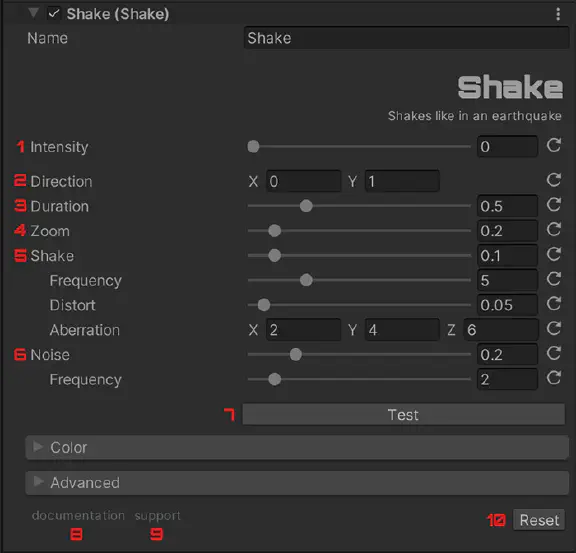 Shake (Shake)
Name Shake
Shake
Shakes like in an earthquake
1 Intensity 0
2 Direction X 0 Y 1
3 Duration 0.5
4 Zoom 0.2
5 Shake 0.1
Frequency 5
Distort 0.05
Aberration X 2 Y 4 Z 6
6 Noise 0.2
Frequency 2
7 Test
Color
Advanced
documentation support
8 9
10 Reset